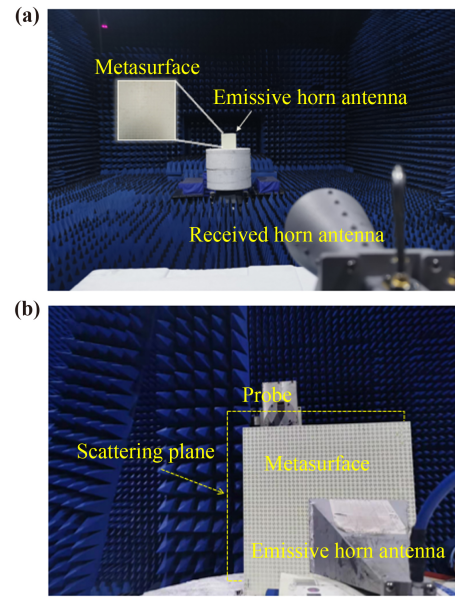 (a)
Metasurface
Emissive horn antenna
Received horn antenna
(b)
Probe
Scattering plane
Metasurface
Emissive horn antenna